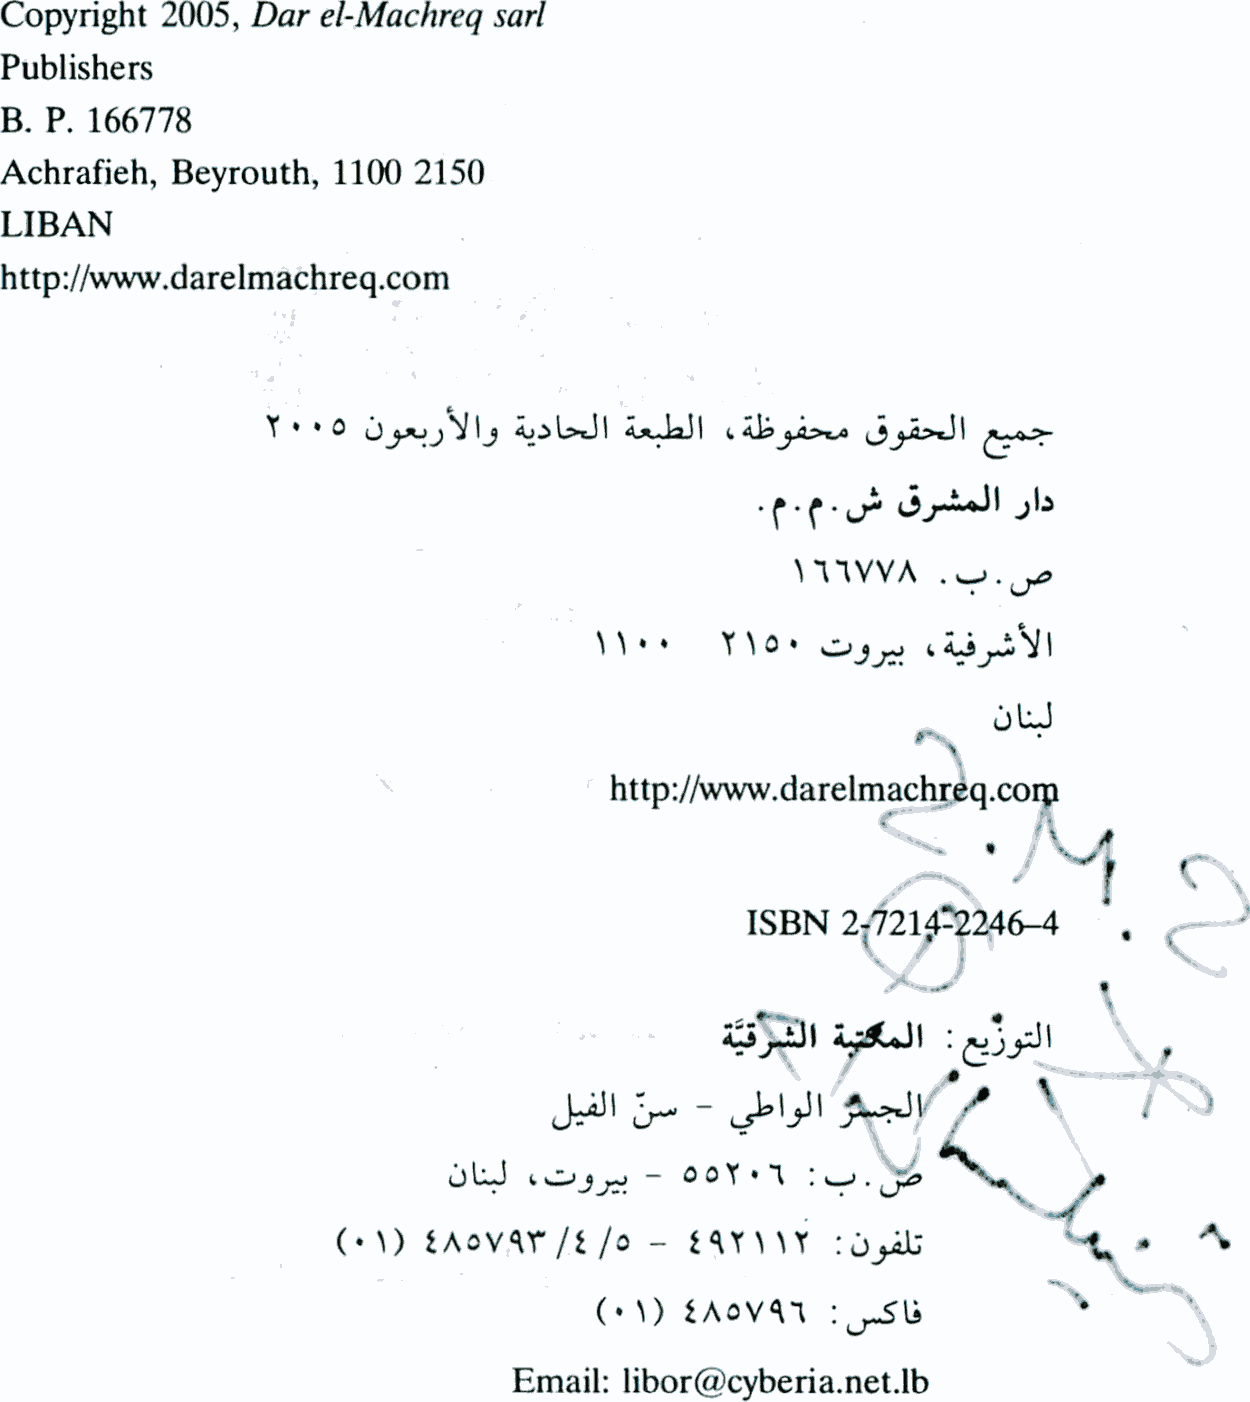 Copyright 2005, Dar el-Machreq sarl
Publishers
B. P. 166778
Achrafieh, Beyrouth, 1100 2150
LIBAN
http://www.darelmachreq.com
جميع الحقوق محفوظة، الطبعة الحادية والأربعون ٢٠٠٥
دار المشرق ش.م.م.
ص.ب. ١٦٦٧٧٨
الأشرفية، بيروت ٢١٥٠ ١١٠٠
لبنان
http://www.darelmachreq.com
ISBN 2-7214-2246-4
التوزيع: المكتبة الشرقيَّة
الجسر الواطي - سنّ الفيل
ص.ب: ٥٥٢٠٦ - بيروت، لبنان
تلفون: ٤٩٢١١٢ - ٤٨٥٧٩٣/٤/٥ (٠١)
فاكس: ٤٨٥٧٩٦ (٠١)
Email: libor@cyberia.net.lb